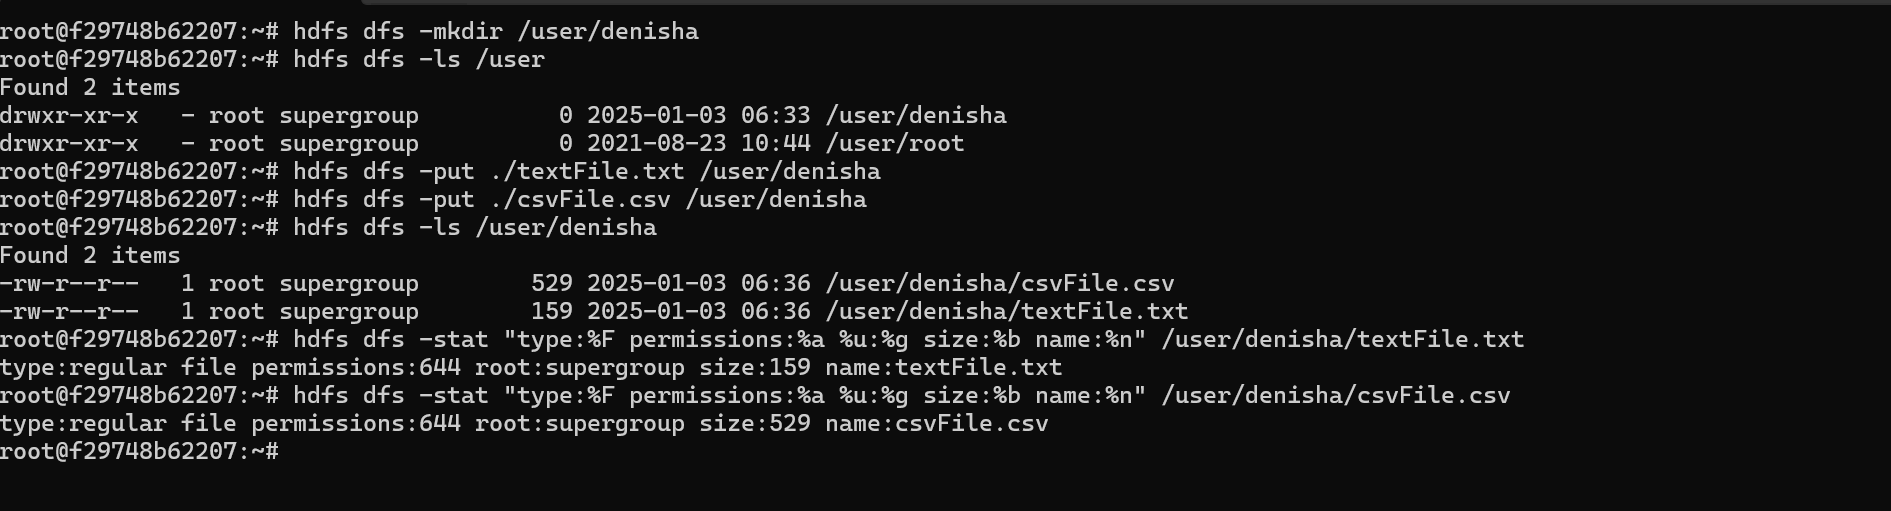 root@f29748b62207:~# hdfs dfs -mkdir /user/denisha
root@f29748b62207:~# hdfs dfs -ls /user
Found 2 items
drwxr-xr-x   - root supergroup          0 2025-01-03 06:33 /user/denisha
drwxr-xr-x   - root supergroup          0 2021-08-23 10:44 /user/root
root@f29748b62207:~# hdfs dfs -put ./textFile.txt /user/denisha
root@f29748b62207:~# hdfs dfs -put ./csvFile.csv /user/denisha
root@f29748b62207:~# hdfs dfs -ls /user/denisha
Found 2 items
-rw-r--r--   1 root supergroup        529 2025-01-03 06:36 /user/denisha/csvFile.csv
-rw-r--r--   1 root supergroup        159 2025-01-03 06:36 /user/denisha/textFile.txt
root@f29748b62207:~# hdfs dfs -stat "type:%F permissions:%a %u:%g size:%b name:%n" /user/denisha/textFile.txt
type:regular file permissions:644 root:supergroup size:159 name:textFile.txt
root@f29748b62207:~# hdfs dfs -stat "type:%F permissions:%a %u:%g size:%b name:%n" /user/denisha/csvFile.csv
type:regular file permissions:644 root:supergroup size:529 name:csvFile.csv
root@f29748b62207:~#